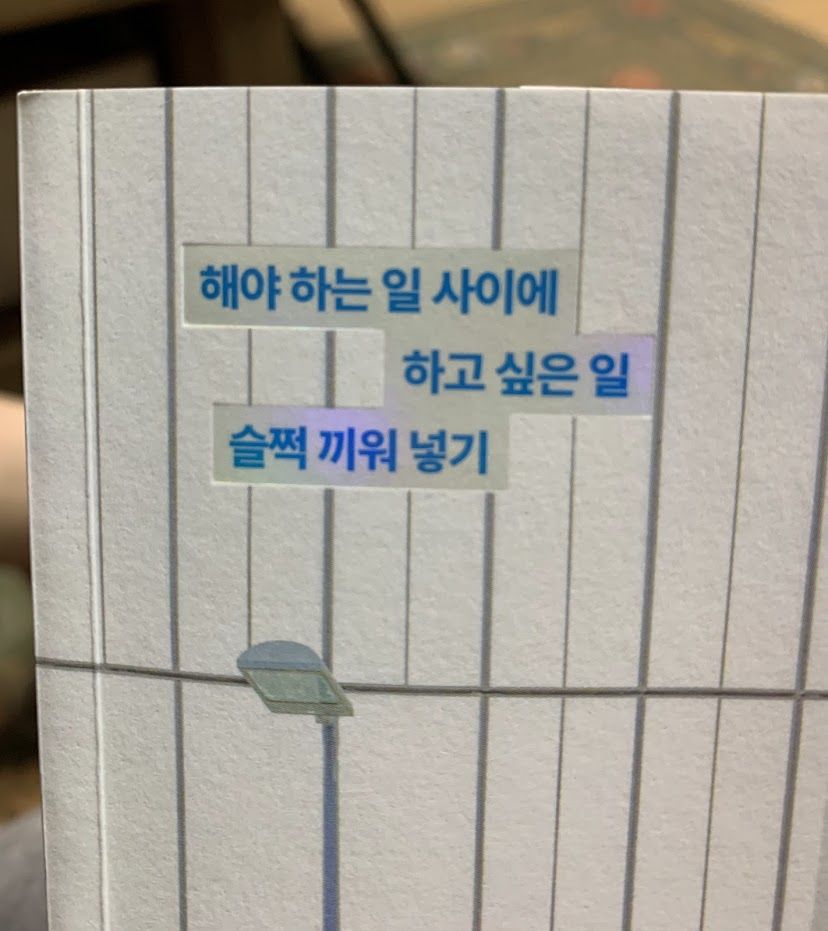 해야 하는 일 사이에
하고 싶은 일
슬쩍 끼워 넣기